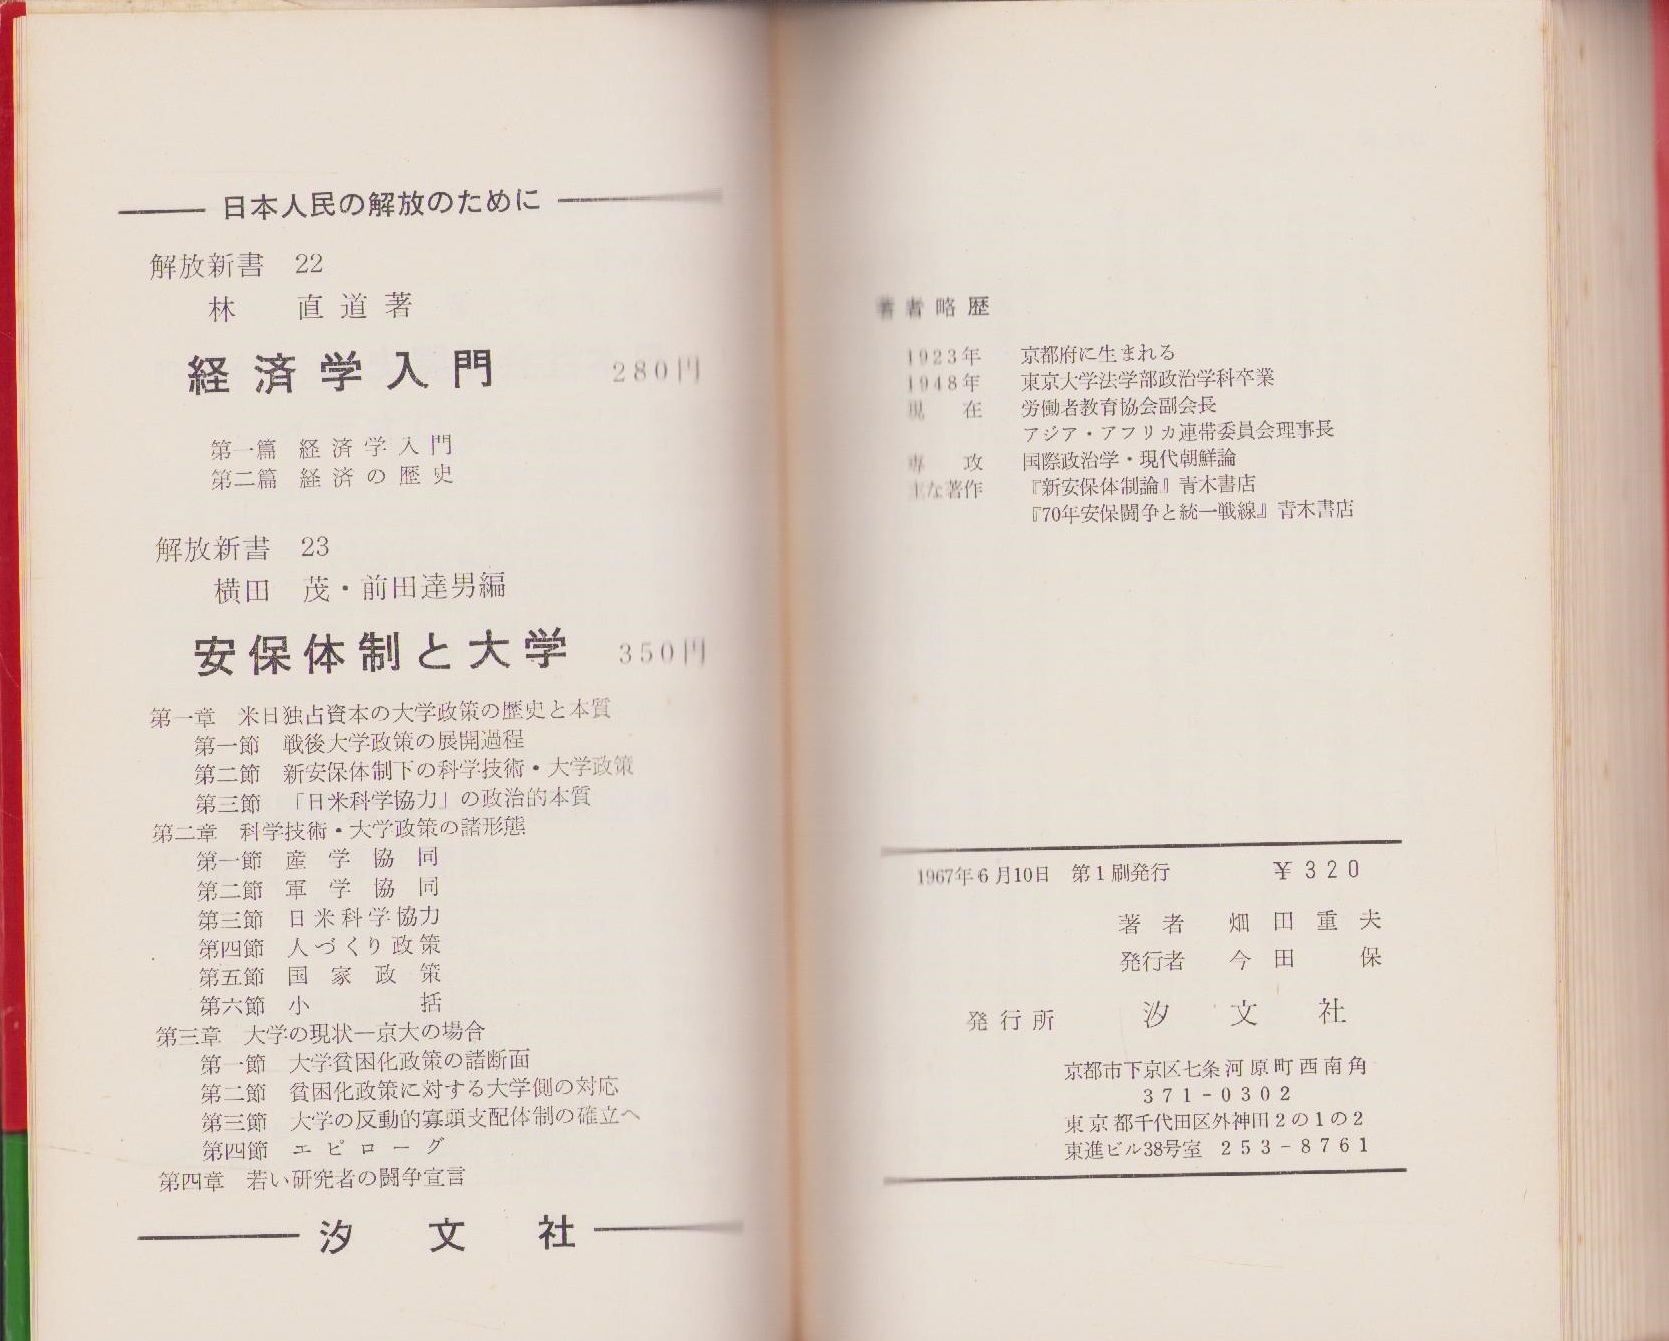 日本人民の解放のために
解放新書　22
林　直道著
経済学入門　280円
第一篇　経済学入門
第二篇　経済の歴史
解放新書　23
横田　茂・前田達男編
安保体制と大学　350円
第一章　米日独占資本の大学政策の歴史と本質
第一節　戦後大学政策の展開過程
第二節　新安保体制下の科学技術・大学政策
第三節　「日米科学協力」の政治的本質
第二章　科学技術・大学政策の諸形態
第一節　産学協同
第二節　軍学協同
第三節　日米科学協力
第四節　人づくり政策
第五節　国家政策
第六節　小括
第三章　大学の現状—京大の場合
第一節　大学貧困化政策の諸断面
第二節　貧困化政策に対する大学側の対応
第三節　大学の反動的寡頭支配体制の確立へ
第四節　エピローグ
第四章　若い研究者の闘争宣言
汐文社
著者略歴
1923年　京都府に生まれる
1948年　東京大学法学部政治学科卒業
現在　労働者教育協会副会長
アジア・アフリカ連帯委員会理事長
専攻　国際政治学・現代朝鮮論
主な著作　『新安保体制論』青木書店
『70年安保闘争と統一戦線』青木書店
1967年6月10日　第1刷発行　¥320
著者　畑田重夫
発行者　今田保
発行所　汐文社
京都市下京区七条河原町西南角
371-0302
東京都千代田区外神田2の1の2
東進ビル38号室　253-8761